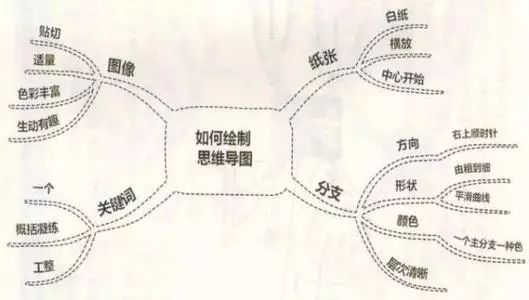 如何绘制
思维导图
纸张
白纸
横放
中心开始
分支
方向
右上顺时针
形状
由粗到细
平滑曲线
颜色
一个主分支一种色
层次清晰
关键词
一个
概括凝练
工整
图像
贴切
适量
色彩丰富
生动有趣